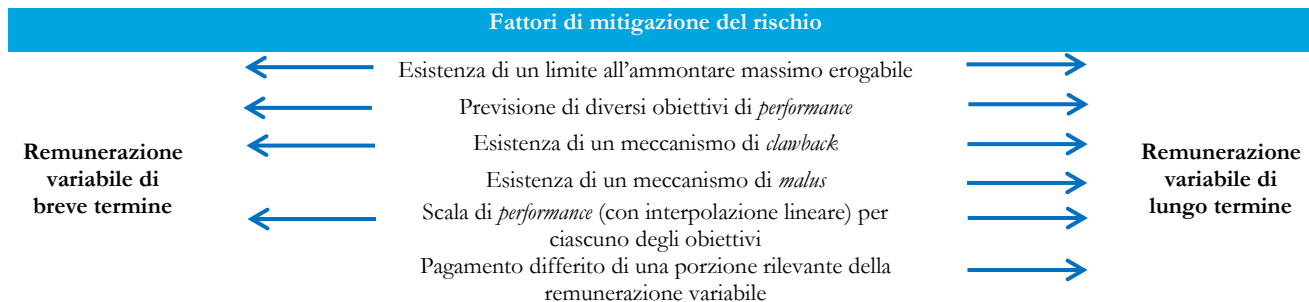 Fattori di mitigazione del rischio
Esistenza di un limite all’ammontare massimo erogabile
Previsione di diversi obiettivi di performance
Esistenza di un meccanismo di clawback
Esistenza di un meccanismo di malus
Scala di performance (con interpolazione lineare) per
ciascuno degli obiettivi
Pagamento differito di una porzione rilevante della
remunerazione variabile
Remunerazione
variabile di
breve termine
Remunerazione
variabile di
lungo termine